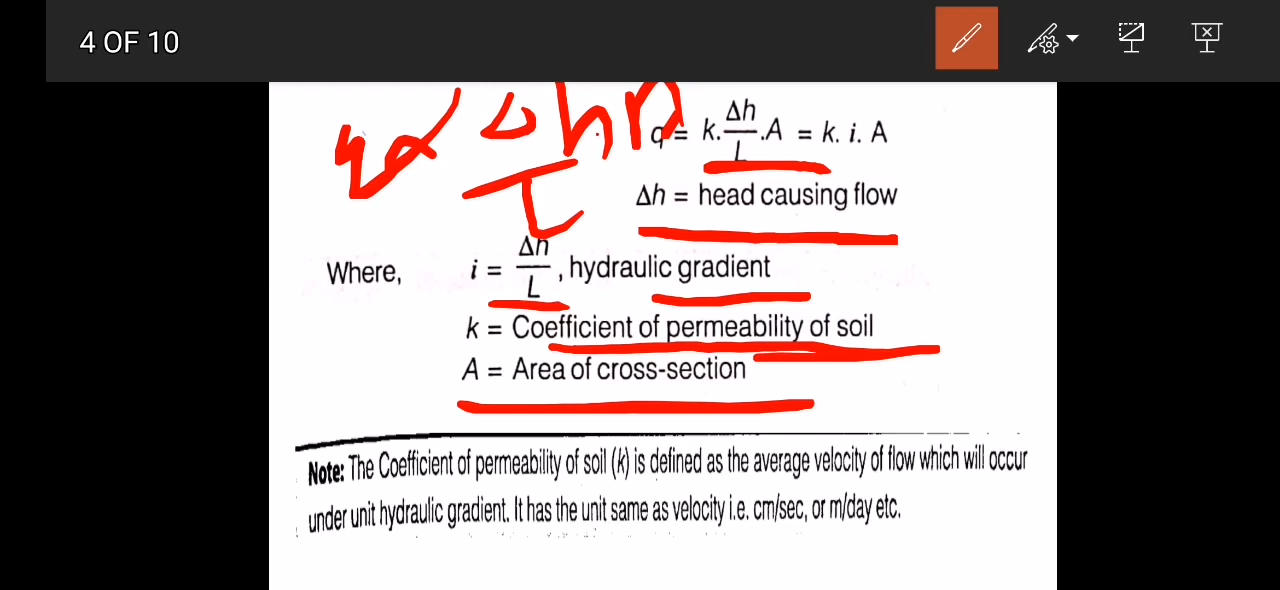 4 OF 10
q ∝ Δh A / L
q = k. Δh/L .A = k. i. A
Δh = head causing flow
Where, i = Δh/L , hydraulic gradient
k = Coefficient of permeability of soil
A = Area of cross-section
Note: The Coefficient of permeability of soil (k) is defined as the average velocity of flow which will occur
under unit hydraulic gradient. It has the unit same as velocity i.e. cm/sec, or m/day etc.